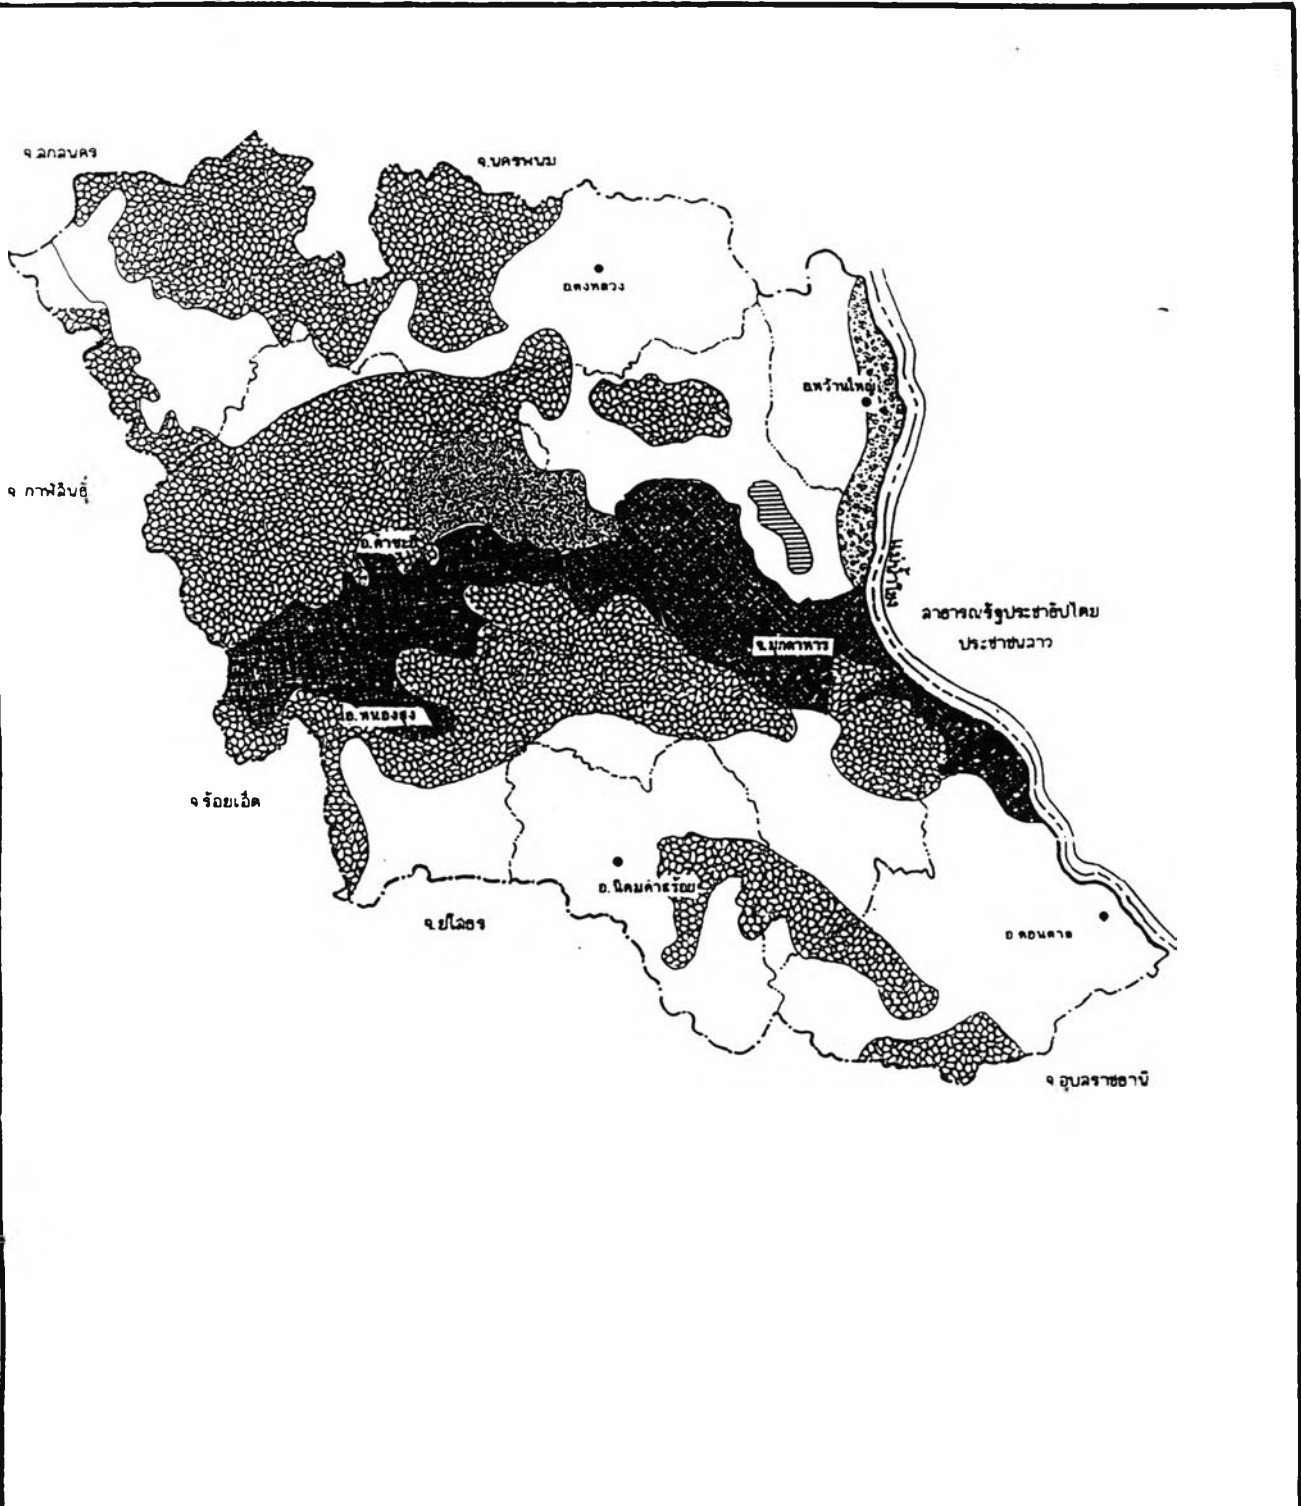 จ.สกลนคร
จ.นครพนม
อ.ดงหลวง
อ.หว้านใหญ่
จ กาฬสินธุ์
อ.คำชะอี
แม่น้ำโขง
สาธารณรัฐประชาธิปไตย
ประชาชนลาว
จ.มุกดาหาร
อ.หนองสูง
จ ร้อยเอ็ด
อ.นิคมคำสร้อย
จ.ยโสธร
อ ดอนตาล
จ อุบลราชธานี